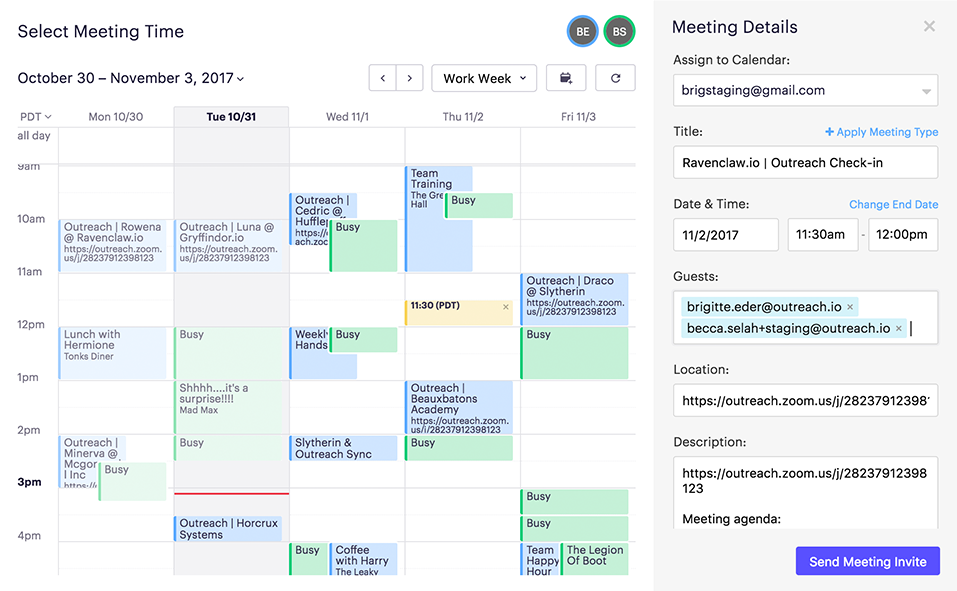 Select Meeting Time
BE
BS
October 30 – November 3, 2017
Work Week
PDT
Mon 10/30
Tue 10/31
Wed 11/1
Thu 11/2
Fri 11/3
all day
9am
10am
11am
12pm
1pm
2pm
3pm
4pm
Outreach | Rowena
@ Ravenclaw.io
https://outreach.zoom.
us/j/28237912398123
Lunch with
Hermione
Tonks Diner
Outreach |
Minerva @
Mcgor
l Inc
https://
Busy
Outreach | Luna @
Gryffindor.io
https://outreach.zoom.
us/j/28237912398123
Busy
Shhhh....it's a
surprise!!!!
Mad Max
Busy
Outreach | Horcrux
Systems
Outreach |
Cedric @
Hufflep
https:/
ach.zoc
Busy
Weekly
Hands
Busy
Slytherin &
Outreach Sync
Busy
Coffee
with Harry
The Leaky
Team
Training
The Gre
Hall
Busy
11:30 (PDT)
×
Outreach |
Beauxbatons
Academy
https://outreach.zoom.
us/j/28237912398123
Busy
Outreach | Draco
@ Slytherin
https://outreach.zoom.
us/j/28237912398123
Busy
Busy
Busy
Team
Happy
Hour
The Legion
Of Boot
Meeting Details
×
Assign to Calendar:
brigstaging@gmail.com
Title:
+ Apply Meeting Type
Ravenclaw.io | Outreach Check-in
Date & Time:
Change End Date
11/2/2017
11:30am
-
12:00pm
Guests:
brigitte.eder@outreach.io ×
becca.selah+staging@outreach.io ×
Location:
https://outreach.zoom.us/j/28237912398
Description:
https://outreach.zoom.us/j/28237912398
123
Meeting agenda:
Send Meeting Invite